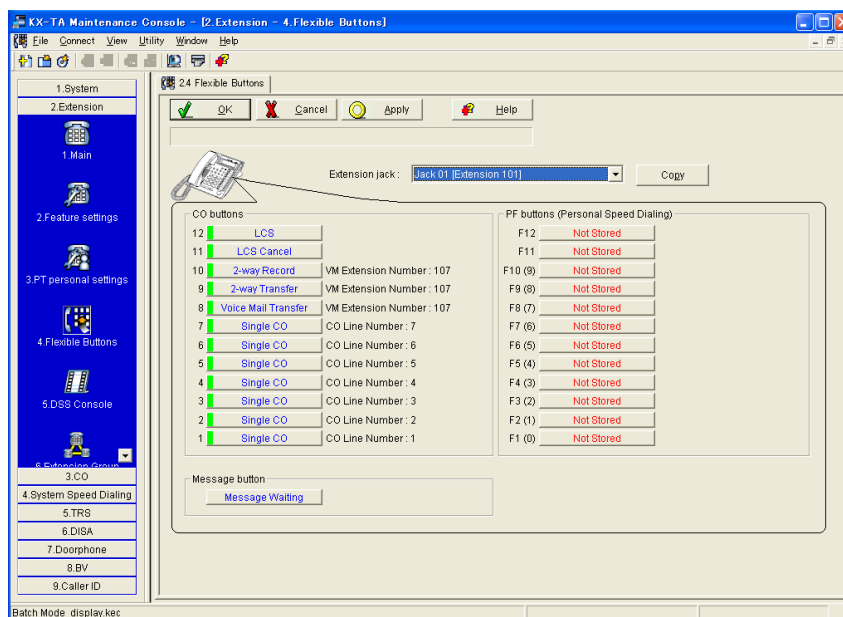 KX-TA Maintenance Console - [2.Extension - 4.Flexible Buttons]
File Connect View Utility Window Help
2.4 Flexible Buttons
1.System
2.Extension
1.Main
2.Feature settings
3.PT personal settings
4.Flexible Buttons
5.DSS Console
6.Extension Group
3.CO
4.System Speed Dialing
5.TRS
6.DISA
7.Doorphone
8.BV
9.Caller ID
OK Cancel Apply Help
Extension jack : Jack 01 [Extension 101] Copy
CO buttons
12 LCS
11 LCS Cancel
10 2-way Record VM Extension Number : 107
9 2-way Transfer VM Extension Number : 107
8 Voice Mail Transfer VM Extension Number : 107
7 Single CO CO Line Number : 7
6 Single CO CO Line Number : 6
5 Single CO CO Line Number : 5
4 Single CO CO Line Number : 4
3 Single CO CO Line Number : 3
2 Single CO CO Line Number : 2
1 Single CO CO Line Number : 1
PF buttons (Personal Speed Dialing)
F12 Not Stored
F11 Not Stored
F10 (9) Not Stored
F9 (8) Not Stored
F8 (7) Not Stored
F7 (6) Not Stored
F6 (5) Not Stored
F5 (4) Not Stored
F4 (3) Not Stored
F3 (2) Not Stored
F2 (1) Not Stored
F1 (0) Not Stored
Message button
Message Waiting
Batch Mode display.kec